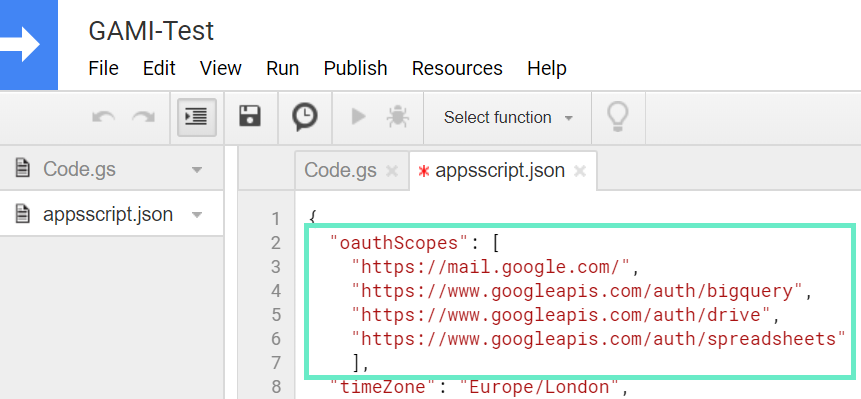 GAMI-Test
File Edit View Run Publish Resources Help
Select function
Code.gs
appsscript.json
Code.gs × * appsscript.json ×
1 {
2 "oauthScopes": [
3 "https://mail.google.com/",
4 "https://www.googleapis.com/auth/bigquery",
5 "https://www.googleapis.com/auth/drive",
6 "https://www.googleapis.com/auth/spreadsheets"
7 ],
8 "timeZone": "Europe/London",